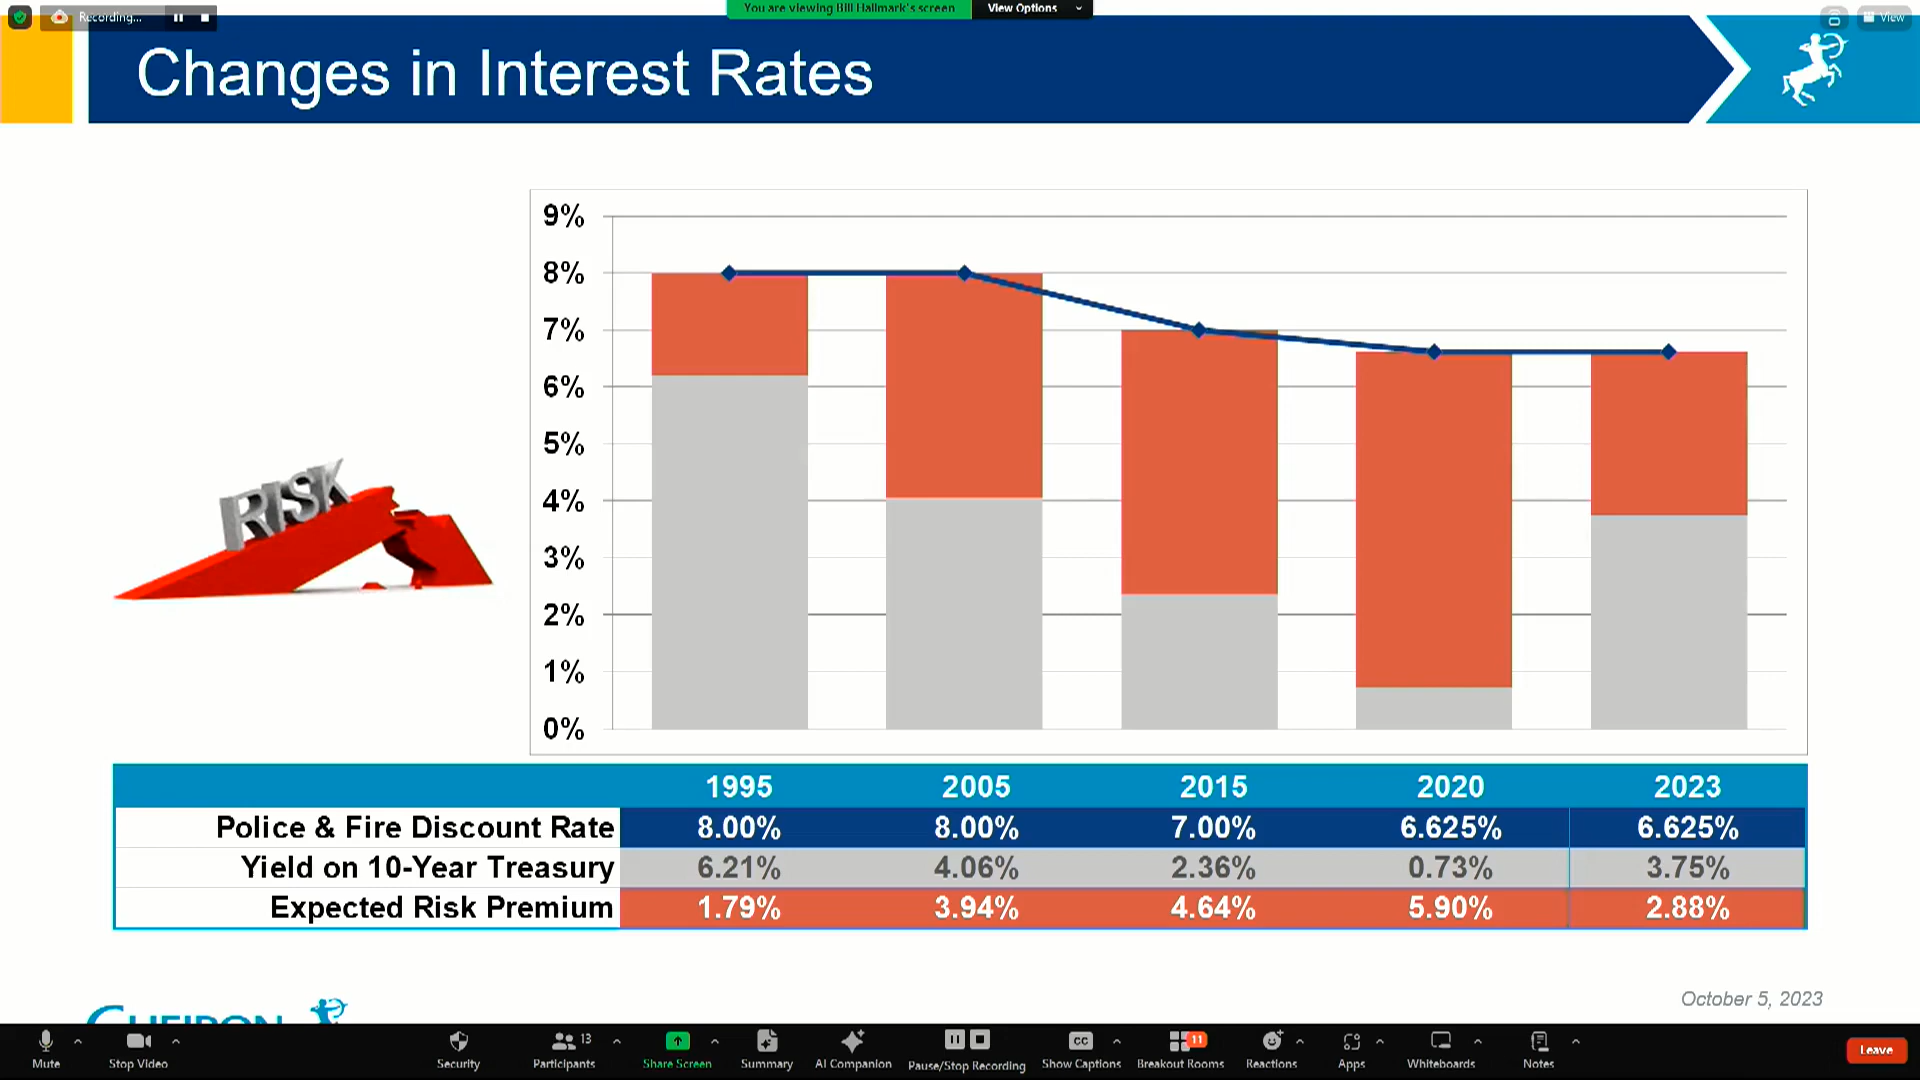 Recording...
You are viewing Bill Hallmark's screen
View Options
View
Changes in Interest Rates
9%
8%
7%
6%
5%
4%
3%
2%
1%
0%
RISK
1995 2005 2015 2020 2023
Police & Fire Discount Rate 8.00% 8.00% 7.00% 6.625% 6.625%
Yield on 10-Year Treasury 6.21% 4.06% 2.36% 0.73% 3.75%
Expected Risk Premium 1.79% 3.94% 4.64% 5.90% 2.88%
October 5, 2023
CHEIRON
13
CC
11
Mute Stop Video Security Participants Share Screen Summary AI Companion Pause/Stop Recording Show Captions Breakout Rooms Reactions Apps Whiteboards Notes Leave